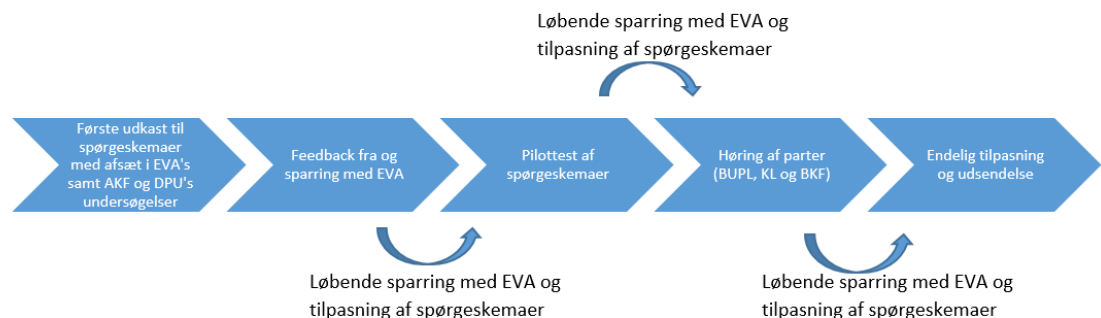 Løbende sparring med EVA og
tilpasning af spørgeskemaer
Første udkast til
spørgeskemaer
med afsæt i EVA's
samt AKF og DPU's
undersøgelser
Feedback fra og
sparring med EVA
Pilottest af
spørgeskemaer
Høring af parter
(BUPL, KL og BKF)
Endelig tilpasning
og udsendelse
Løbende sparring med EVA og
tilpasning af spørgeskemaer
Løbende sparring med EVA og
tilpasning af spørgeskemaer